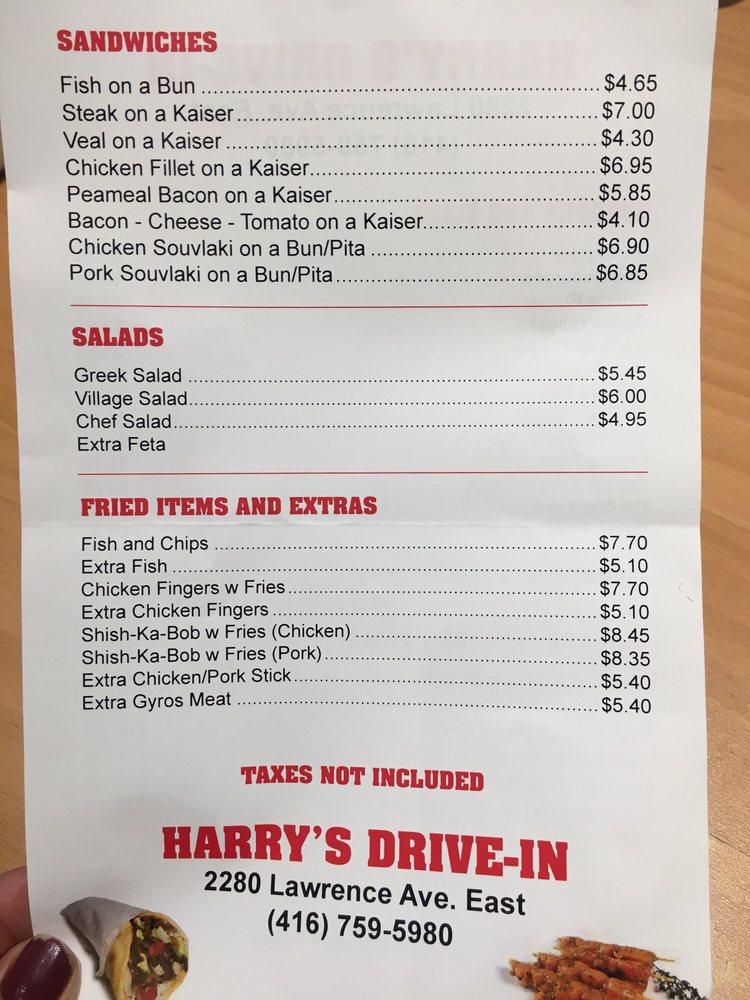 SANDWICHES
Fish on a Bun $4.65
Steak on a Kaiser $7.00
Veal on a Kaiser $4.30
Chicken Fillet on a Kaiser $6.95
Peameal Bacon on a Kaiser $5.85
Bacon - Cheese - Tomato on a Kaiser $4.10
Chicken Souvlaki on a Bun/Pita $6.90
Pork Souvlaki on a Bun/Pita $6.85
SALADS
Greek Salad $5.45
Village Salad $6.00
Chef Salad $4.95
Extra Feta
FRIED ITEMS AND EXTRAS
Fish and Chips $7.70
Extra Fish $5.10
Chicken Fingers w Fries $7.70
Extra Chicken Fingers $5.10
Shish-Ka-Bob w Fries (Chicken) $8.45
Shish-Ka-Bob w Fries (Pork) $8.35
Extra Chicken/Pork Stick $5.40
Extra Gyros Meat $5.40
TAXES NOT INCLUDED
HARRY'S DRIVE-IN
2280 Lawrence Ave. East
(416) 759-5980